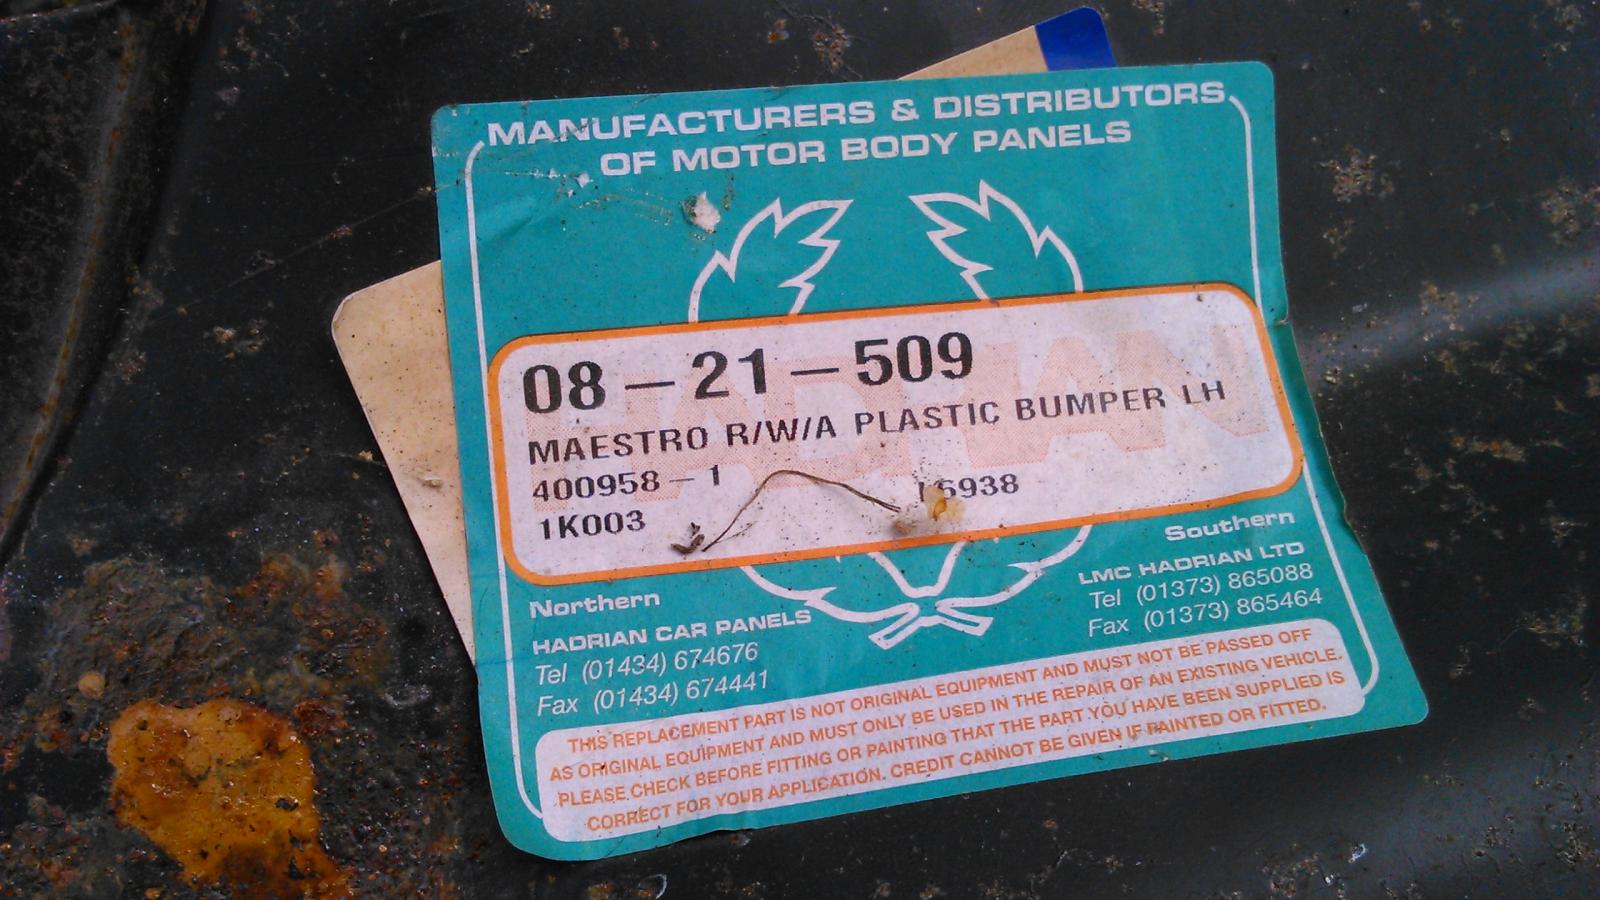 MANUFACTURERS & DISTRIBUTORS
OF MOTOR BODY PANELS
HADRIAN
08 — 21 — 509
MAESTRO R/W/A PLASTIC BUMPER LH
400958 — 1
1K003
Northern
HADRIAN CAR PANELS
Tel (01434) 674676
Fax (01434) 674441
Southern
LMC HADRIAN LTD
Tel (01373) 865088
Fax (01373) 865464
THIS REPLACEMENT PART IS NOT ORIGINAL EQUIPMENT AND MUST NOT BE PASSED OFF
AS ORIGINAL EQUIPMENT AND MUST ONLY BE USED IN THE REPAIR OF AN EXISTING VEHICLE.
PLEASE CHECK BEFORE FITTING OR PAINTING THAT THE PART YOU HAVE BEEN SUPPLIED IS
CORRECT FOR YOUR APPLICATION. CREDIT CANNOT BE GIVEN IF PAINTED OR FITTED.